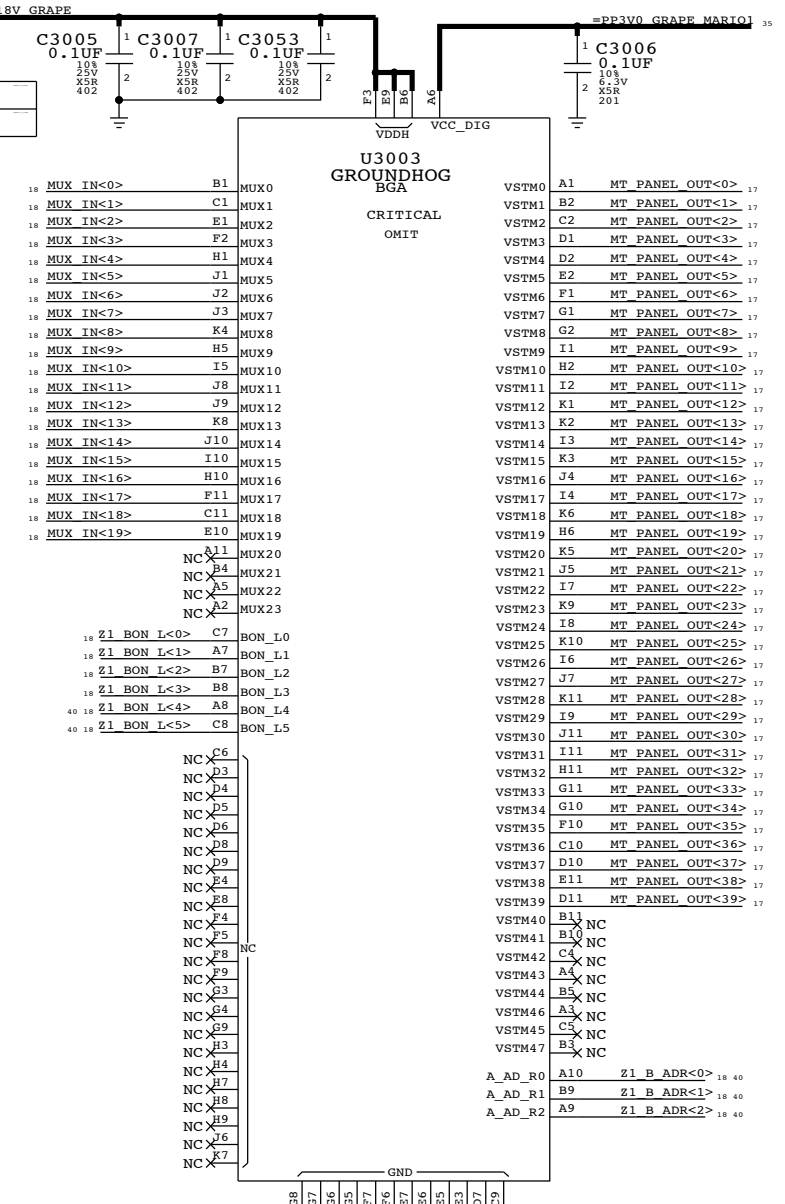 18V GRAPE
=PP3V0 GRAPE MARIO1 35
C3005 0.1UF 10% 25V X5R 402 1 2
C3007 0.1UF 10% 25V X5R 402 1 2
C3053 0.1UF 10% 25V X5R 402 1 2
C3006 0.1UF 10% 6.3V X5R 201 1 2
F3 E9 B6 A6
VDDH VCC_DIG
U3003
GROUNDHOG
BGA
CRITICAL
OMIT
18 MUX IN<0> B1 MUX0
18 MUX IN<1> C1 MUX1
18 MUX IN<2> E1 MUX2
18 MUX IN<3> F2 MUX3
18 MUX IN<4> H1 MUX4
18 MUX IN<5> J1 MUX5
18 MUX IN<6> J2 MUX6
18 MUX IN<7> J3 MUX7
18 MUX IN<8> K4 MUX8
18 MUX IN<9> H5 MUX9
18 MUX IN<10> I5 MUX10
18 MUX IN<11> J8 MUX11
18 MUX IN<12> J9 MUX12
18 MUX IN<13> K8 MUX13
18 MUX IN<14> J10 MUX14
18 MUX IN<15> I10 MUX15
18 MUX IN<16> H10 MUX16
18 MUX IN<17> F11 MUX17
18 MUX IN<18> C11 MUX18
18 MUX IN<19> E10 MUX19
NC A11 MUX20
NC B4 MUX21
NC A5 MUX22
NC A2 MUX23
18 Z1 BON L<0> C7 BON_L0
18 Z1 BON L<1> A7 BON_L1
18 Z1 BON L<2> B7 BON_L2
18 Z1 BON L<3> B8 BON_L3
40 18 Z1 BON L<4> A8 BON_L4
40 18 Z1 BON L<5> C8 BON_L5
NC C6
NC D3
NC D4
NC D5
NC D6
NC D8
NC D9
NC E4
NC E8
NC F4
NC F5
NC
NC F8
NC F9
NC G3
NC G4
NC G9
NC H3
NC H4
NC H7
NC H8
NC H9
NC J6
NC K7
VSTM0 A1 MT PANEL OUT<0> 17
VSTM1 B2 MT PANEL OUT<1> 17
VSTM2 C2 MT PANEL OUT<2> 17
VSTM3 D1 MT PANEL OUT<3> 17
VSTM4 D2 MT PANEL OUT<4> 17
VSTM5 E2 MT PANEL OUT<5> 17
VSTM6 F1 MT PANEL OUT<6> 17
VSTM7 G1 MT PANEL OUT<7> 17
VSTM8 G2 MT PANEL OUT<8> 17
VSTM9 I1 MT PANEL OUT<9> 17
VSTM10 H2 MT PANEL OUT<10> 17
VSTM11 I2 MT PANEL OUT<11> 17
VSTM12 K1 MT PANEL OUT<12> 17
VSTM13 K2 MT PANEL OUT<13> 17
VSTM14 I3 MT PANEL OUT<14> 17
VSTM15 K3 MT PANEL OUT<15> 17
VSTM16 J4 MT PANEL OUT<16> 17
VSTM17 I4 MT PANEL OUT<17> 17
VSTM18 K6 MT PANEL OUT<18> 17
VSTM19 H6 MT PANEL OUT<19> 17
VSTM20 K5 MT PANEL OUT<20> 17
VSTM21 J5 MT PANEL OUT<21> 17
VSTM22 I7 MT PANEL OUT<22> 17
VSTM23 K9 MT PANEL OUT<23> 17
VSTM24 I8 MT PANEL OUT<24> 17
VSTM25 K10 MT PANEL OUT<25> 17
VSTM26 I6 MT PANEL OUT<26> 17
VSTM27 J7 MT PANEL OUT<27> 17
VSTM28 K11 MT PANEL OUT<28> 17
VSTM29 I9 MT PANEL OUT<29> 17
VSTM30 J11 MT PANEL OUT<30> 17
VSTM31 I11 MT PANEL OUT<31> 17
VSTM32 H11 MT PANEL OUT<32> 17
VSTM33 G11 MT PANEL OUT<33> 17
VSTM34 G10 MT PANEL OUT<34> 17
VSTM35 F10 MT PANEL OUT<35> 17
VSTM36 C10 MT PANEL OUT<36> 17
VSTM37 D10 MT PANEL OUT<37> 17
VSTM38 E11 MT PANEL OUT<38> 17
VSTM39 D11 MT PANEL OUT<39> 17
VSTM40 B11 NC
VSTM41 B10 NC
VSTM42 C4 NC
VSTM43 A4 NC
VSTM44 B5 NC
VSTM46 A3 NC
VSTM45 C5 NC
VSTM47 B3 NC
A_AD_R0 A10 Z1 B ADR<0> 18 40
A_AD_R1 B9 Z1 B ADR<1> 18 40
A_AD_R2 A9 Z1 B ADR<2> 18 40
GND
G8 G7 G6 G5 F7 F6 E7 E6 E5 E3 D7 C9